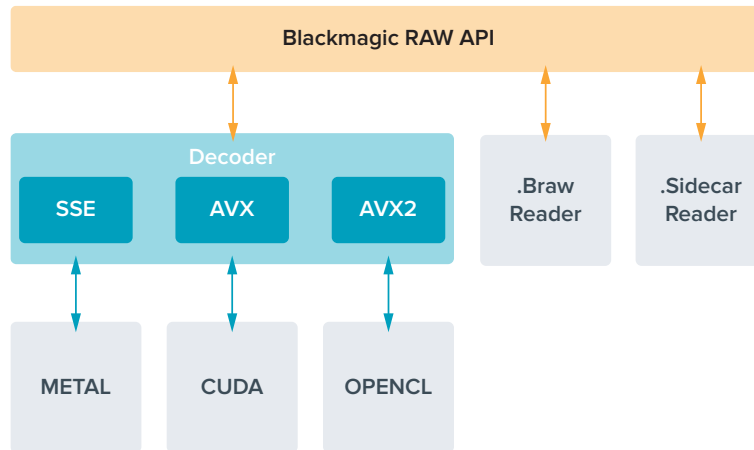 Blackmagic RAW API
Decoder
SSE
AVX
AVX2
.Braw
Reader
.Sidecar
Reader
METAL
CUDA
OPENCL